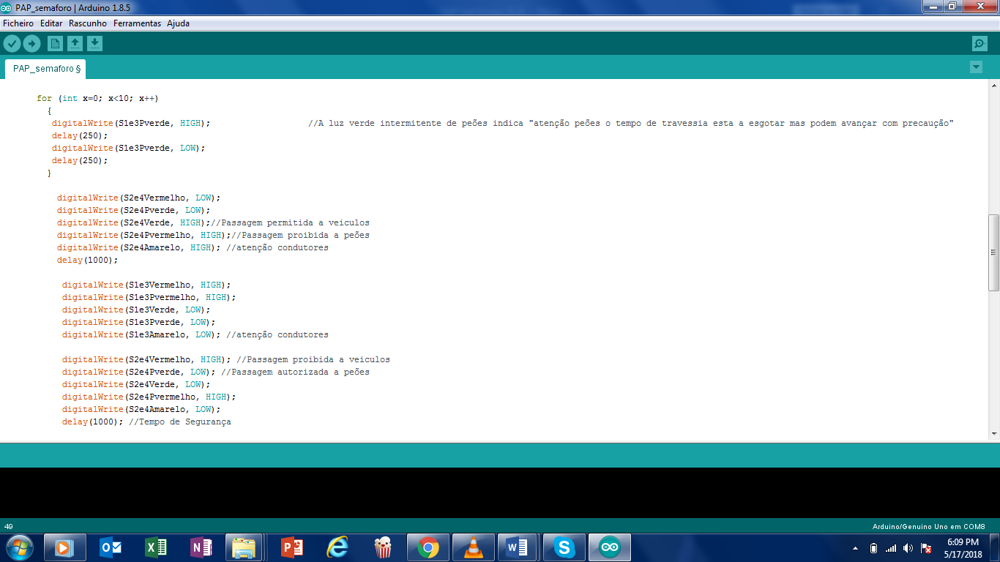 PAP_semaforo | Arduino 1.8.5
Ficheiro Editar Rascunho Ferramentas Ajuda
PAP_semaforo §
for (int x=0; x<10; x++)
{
digitalWrite(S1e3Pverde, HIGH); //A luz verde intermitente de peões indica "atenção peões o tempo de travessia esta a esgotar mas podem avançar com precaução"
delay(250);
digitalWrite(S1e3Pverde, LOW);
delay(250);
}
digitalWrite(S2e4Vermelho, LOW);
digitalWrite(S2e4Pverde, LOW);
digitalWrite(S2e4Verde, HIGH);//Passagem permitida a veiculos
digitalWrite(S2e4Pvermelho, HIGH);//Passagem proibida a peões
digitalWrite(S2e4Amarelo, HIGH); //atenção condutores
delay(1000);
digitalWrite(S1e3Vermelho, HIGH);
digitalWrite(S1e3Pvermelho, HIGH);
digitalWrite(S1e3Verde, LOW);
digitalWrite(S1e3Pverde, LOW);
digitalWrite(S1e3Amarelo, LOW); //atenção condutores
digitalWrite(S2e4Vermelho, HIGH); //Passagem proibida a veiculos
digitalWrite(S2e4Pverde, LOW); //Passagem autorizada a peões
digitalWrite(S2e4Verde, LOW);
digitalWrite(S2e4Pvermelho, HIGH);
digitalWrite(S2e4Amarelo, LOW);
delay(1000); //Tempo de Segurança
49 Arduino/Genuino Uno em COM8
6:09 PM
5/17/2018